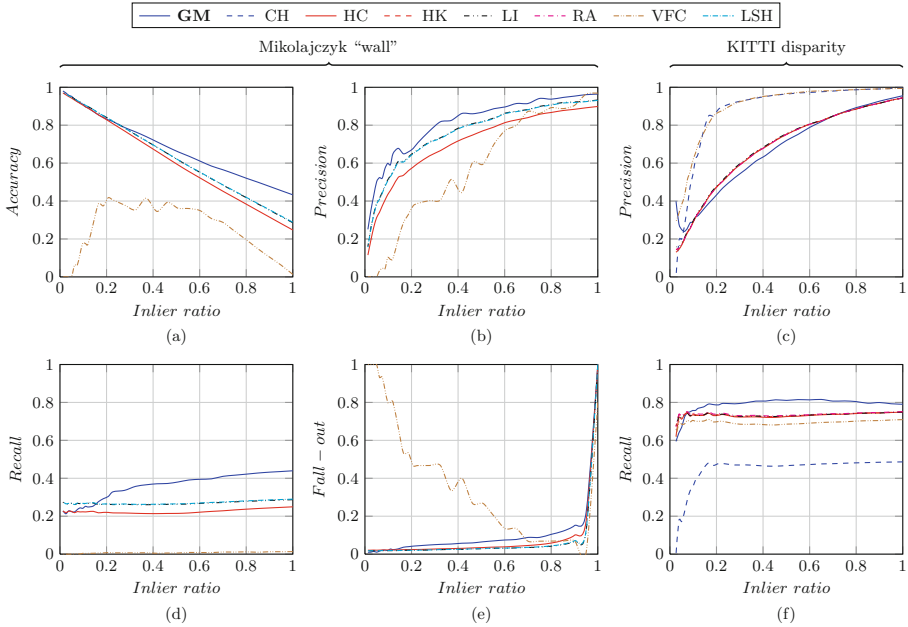 GM CH HC HK LI RA VFC LSH
Mikolajczyk “wall” KITTI disparity
Accuracy
1
0.8
0.6
0.4
0.2
0
0 0.2 0.4 0.6 0.8 1
Inlier ratio
(a)
Precision
1
0.8
0.6
0.4
0.2
0
0 0.2 0.4 0.6 0.8 1
Inlier ratio
(b)
Precision
1
0.8
0.6
0.4
0.2
0
0 0.2 0.4 0.6 0.8 1
Inlier ratio
(c)
Recall
1
0.8
0.6
0.4
0.2
0
0 0.2 0.4 0.6 0.8 1
Inlier ratio
(d)
Fall − out
1
0.8
0.6
0.4
0.2
0
0 0.2 0.4 0.6 0.8 1
Inlier ratio
(e)
Recall
1
0.8
0.6
0.4
0.2
0
0 0.2 0.4 0.6 0.8 1
Inlier ratio
(f)